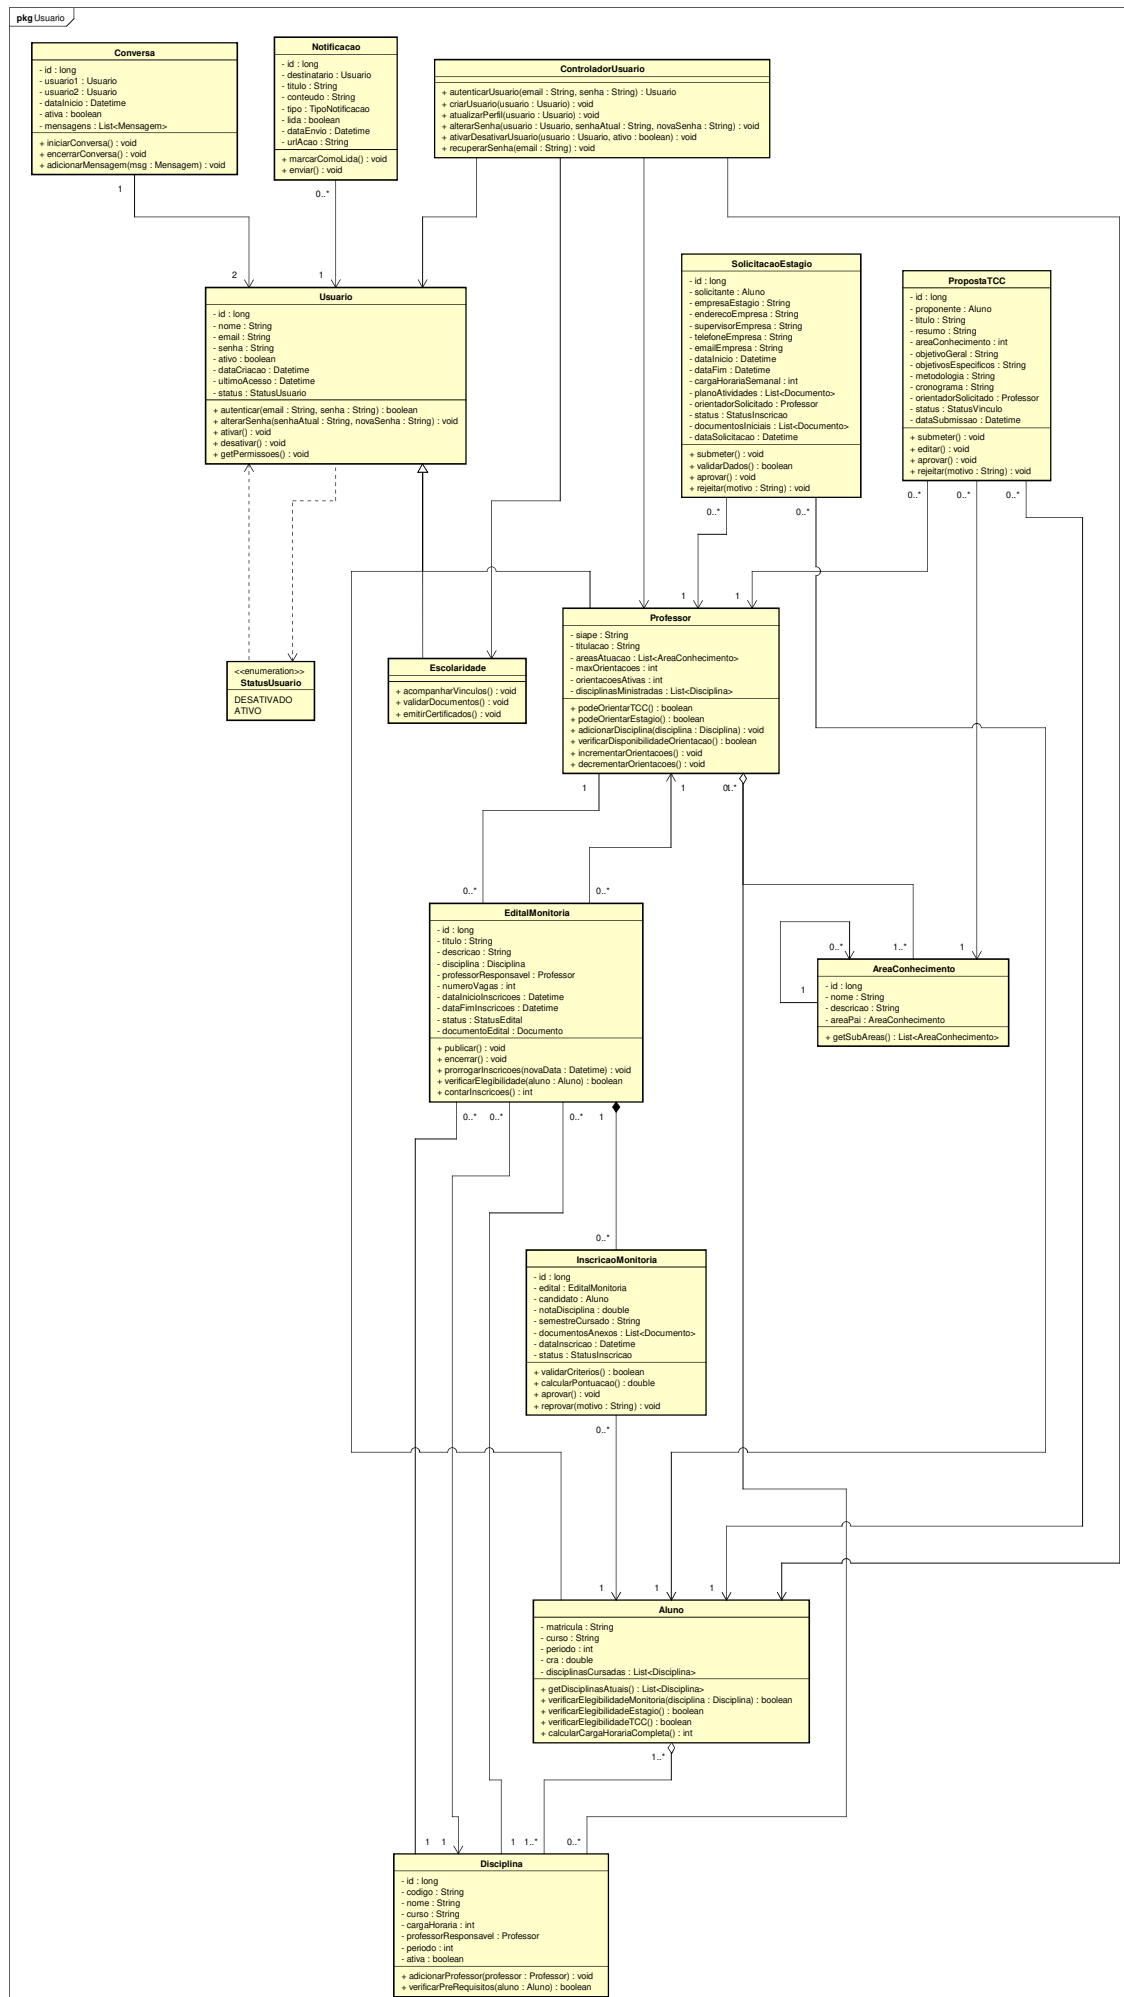 pkg Usuario
Conversa
- id : long
- usuario1 : Usuario
- usuario2 : Usuario
- dataInicio : Datetime
- ativa : boolean
- mensagens : List<Mensagem>
+ iniciarConversa() : void
+ encerrarConversa() : void
+ adicionarMensagem(msg : Mensagem) : void
Notificacao
- id : long
- destinatario : Usuario
- titulo : String
- conteudo : String
- tipo : TipoNotificacao
- lida : boolean
- dataEnvio : Datetime
- urlAcao : String
+ marcarComoLida() : void
+ enviar() : void
ControladorUsuario
+ autenticarUsuario(email : String, senha : String) : Usuario
+ criarUsuario(usuario : Usuario) : void
+ atualizarPerfil(usuario : Usuario) : void
+ alterarSenha(usuario : Usuario, senhaAtual : String, novaSenha : String) : void
+ ativarDesativarUsuario(usuario : Usuario, ativo : boolean) : void
+ recuperarSenha(email : String) : void
1
0..*
2
1
Usuario
- id : long
- nome : String
- email : String
- senha : String
- ativo : boolean
- dataCriacao : Datetime
- ultimoAcesso : Datetime
- status : StatusUsuario
+ autenticar(email : String, senha : String) : boolean
+ alterarSenha(senhaAtual : String, novaSenha : String) : void
+ ativar() : void
+ desativar() : void
+ getPermissoes() : void
SolicitacaoEstagio
- id : long
- solicitante : Aluno
- empresaEstagio : String
- enderecoEmpresa : String
- supervisorEmpresa : String
- telefoneEmpresa : String
- emailEmpresa : String
- dataInicio : Datetime
- dataFim : Datetime
- cargaHorariaSemanal : int
- planoAtividades : List<Documento>
- orientadorSolicitado : Professor
- status : StatusInscricao
- documentosIniciais : List<Documento>
- dataSolicitacao : Datetime
+ submeter() : void
+ validarDados() : boolean
+ aprovar() : void
+ rejeitar(motivo : String) : void
PropostaTCC
- id : long
- proponente : Aluno
- titulo : String
- resumo : String
- areaConhecimento : int
- objetivoGeral : String
- objetivosEspecificos : String
- metodologia : String
- cronograma : String
- orientadorSolicitado : Professor
- status : StatusVinculo
- dataSubmissao : Datetime
+ submeter() : void
+ editar() : void
+ aprovar() : void
+ rejeitar(motivo : String) : void
0..*
0..*
0..*
0..*
0..*
1
1
<<enumeration>>
StatusUsuario
DESATIVADO
ATIVO
Escolaridade
+ acompanharVinculos() : void
+ validarDocumentos() : void
+ emitirCertificados() : void
Professor
- siape : String
- titulacao : String
- areasAtuacao : List<AreaConhecimento>
- maxOrientacoes : int
- orientacoesAtivas : int
- disciplinasMinistradas : List<Disciplina>
+ podeOrientarTCC() : boolean
+ podeOrientarEstagio() : boolean
+ adicionarDisciplina(disciplina : Disciplina) : void
+ verificarDisponibilidadeOrientacao() : boolean
+ incrementarOrientacoes() : void
+ decrementarOrientacoes() : void
1
1
0..*
0..*
EditalMonitoria
- id : long
- titulo : String
- descricao : String
- disciplina : Disciplina
- professorResponsavel : Professor
- numeroVagas : int
- dataInicioInscricoes : Datetime
- dataFimInscricoes : Datetime
- status : StatusEdital
- documentoEdital : Documento
+ publicar() : void
+ encerrar() : void
+ prorrogarInscricoes(novaData : Datetime) : void
+ verificarElegibilidade(aluno : Aluno) : boolean
+ contarInscricoes() : int
0..*
1..*
1
1
AreaConhecimento
- id : long
- nome : String
- descricao : String
- areaPai : AreaConhecimento
+ getSubAreas() : List<AreaConhecimento>
0..*
0..*
0..*
1
0..*
InscricaoMonitoria
- id : long
- edital : EditalMonitoria
- candidato : Aluno
- notaDisciplina : double
- semestreCursado : String
- documentosAnexos : List<Documento>
- dataInscricao : Datetime
- status : StatusInscricao
+ validarCriterios() : boolean
+ calcularPontuacao() : double
+ aprovar() : void
+ reprovar(motivo : String) : void
0..*
1
1
1
Aluno
- matricula : String
- curso : String
- periodo : int
- cra : double
- disciplinasCursadas : List<Disciplina>
+ getDisciplinasAtuais() : List<Disciplina>
+ verificarElegibilidadeMonitoria(disciplina : Disciplina) : boolean
+ verificarElegibilidadeEstagio() : boolean
+ verificarElegibilidadeTCC() : boolean
+ calcularCargaHorariaCompleta() : int
1..*
1
1
1
1..*
0..*
Disciplina
- id : long
- codigo : String
- nome : String
- curso : String
- cargaHoraria : int
- professorResponsavel : Professor
- periodo : int
- ativa : boolean
+ adicionarProfessor(professor : Professor) : void
+ verificarPreRequisitos(aluno : Aluno) : boolean